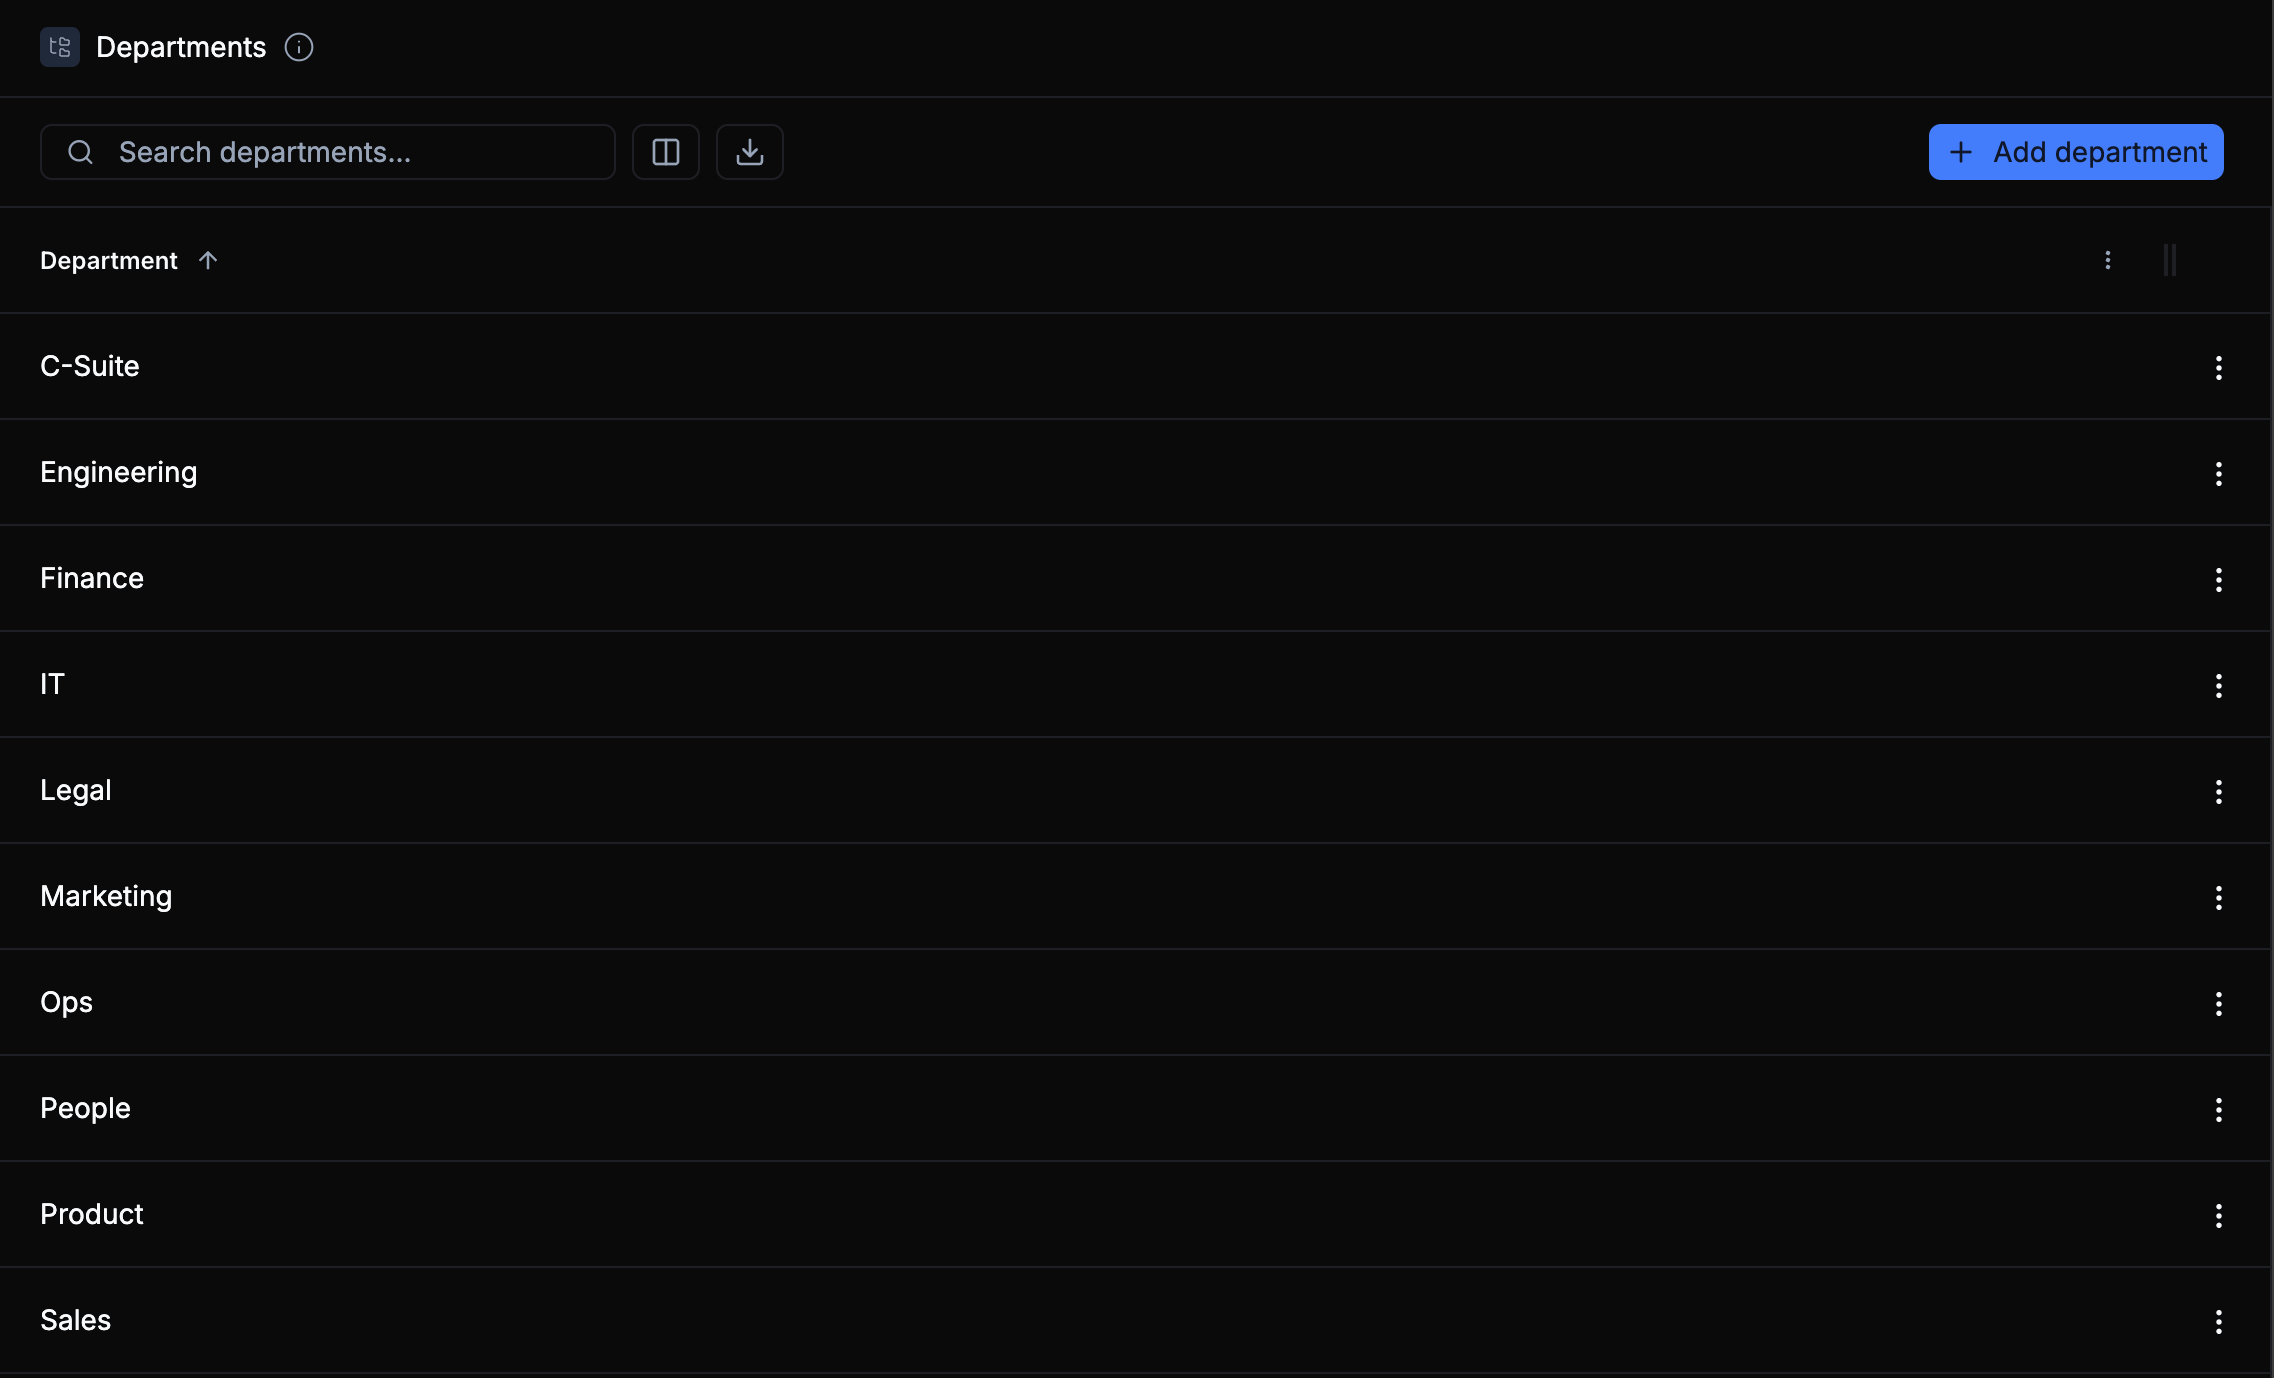 Departments
Search departments...
Add department
Department
C-Suite
Engineering
Finance
IT
Legal
Marketing
Ops
People
Product
Sales